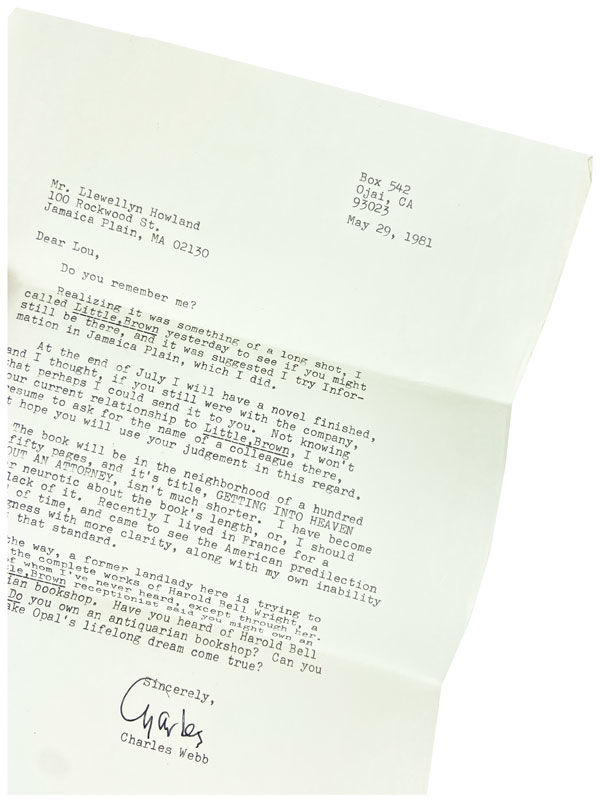 Box 542
Ojai, CA
93023
May 29, 1981
Mr. Llewellyn Howland
100 Rockwood St.
Jamaica Plain, MA 02130
Dear Lou,
Do you remember me?
Realizing it was something of a long shot, I
called Little,Brown yesterday to see if you might
still be there, and it was suggested I try Infor-
mation in Jamaica Plain, which I did.
At the end of July I will have a novel finished,
and I thought, if you still were with the company,
that perhaps I could send it to you. Not knowing
our current relationship to Little,Brown, I won't
resume to ask for the name of a colleague there,
t hope you will use your judgement in this regard.
The book will be in the neighborhood of a hundred
fifty pages, and it's title, GETTING INTO HEAVEN
OUT AN ATTORNEY, isn't much shorter. I have become
r neurotic about the book's length, or, I should
lack of it. Recently I lived in France for a
of time, and came to see the American predilection
gness with more clarity, along with my own inability
that standard.
the way, a former landlady here is trying to
the complete works of Harold Bell Wright, a
f whom I've never heard, except through her.
le,Brown receptionist said you might own an
ian bookshop. Have you heard of Harold Bell
Do you own an antiquarian bookshop? Can you
ake Opal's lifelong dream come true?
Sincerely,
Charles
Charles Webb